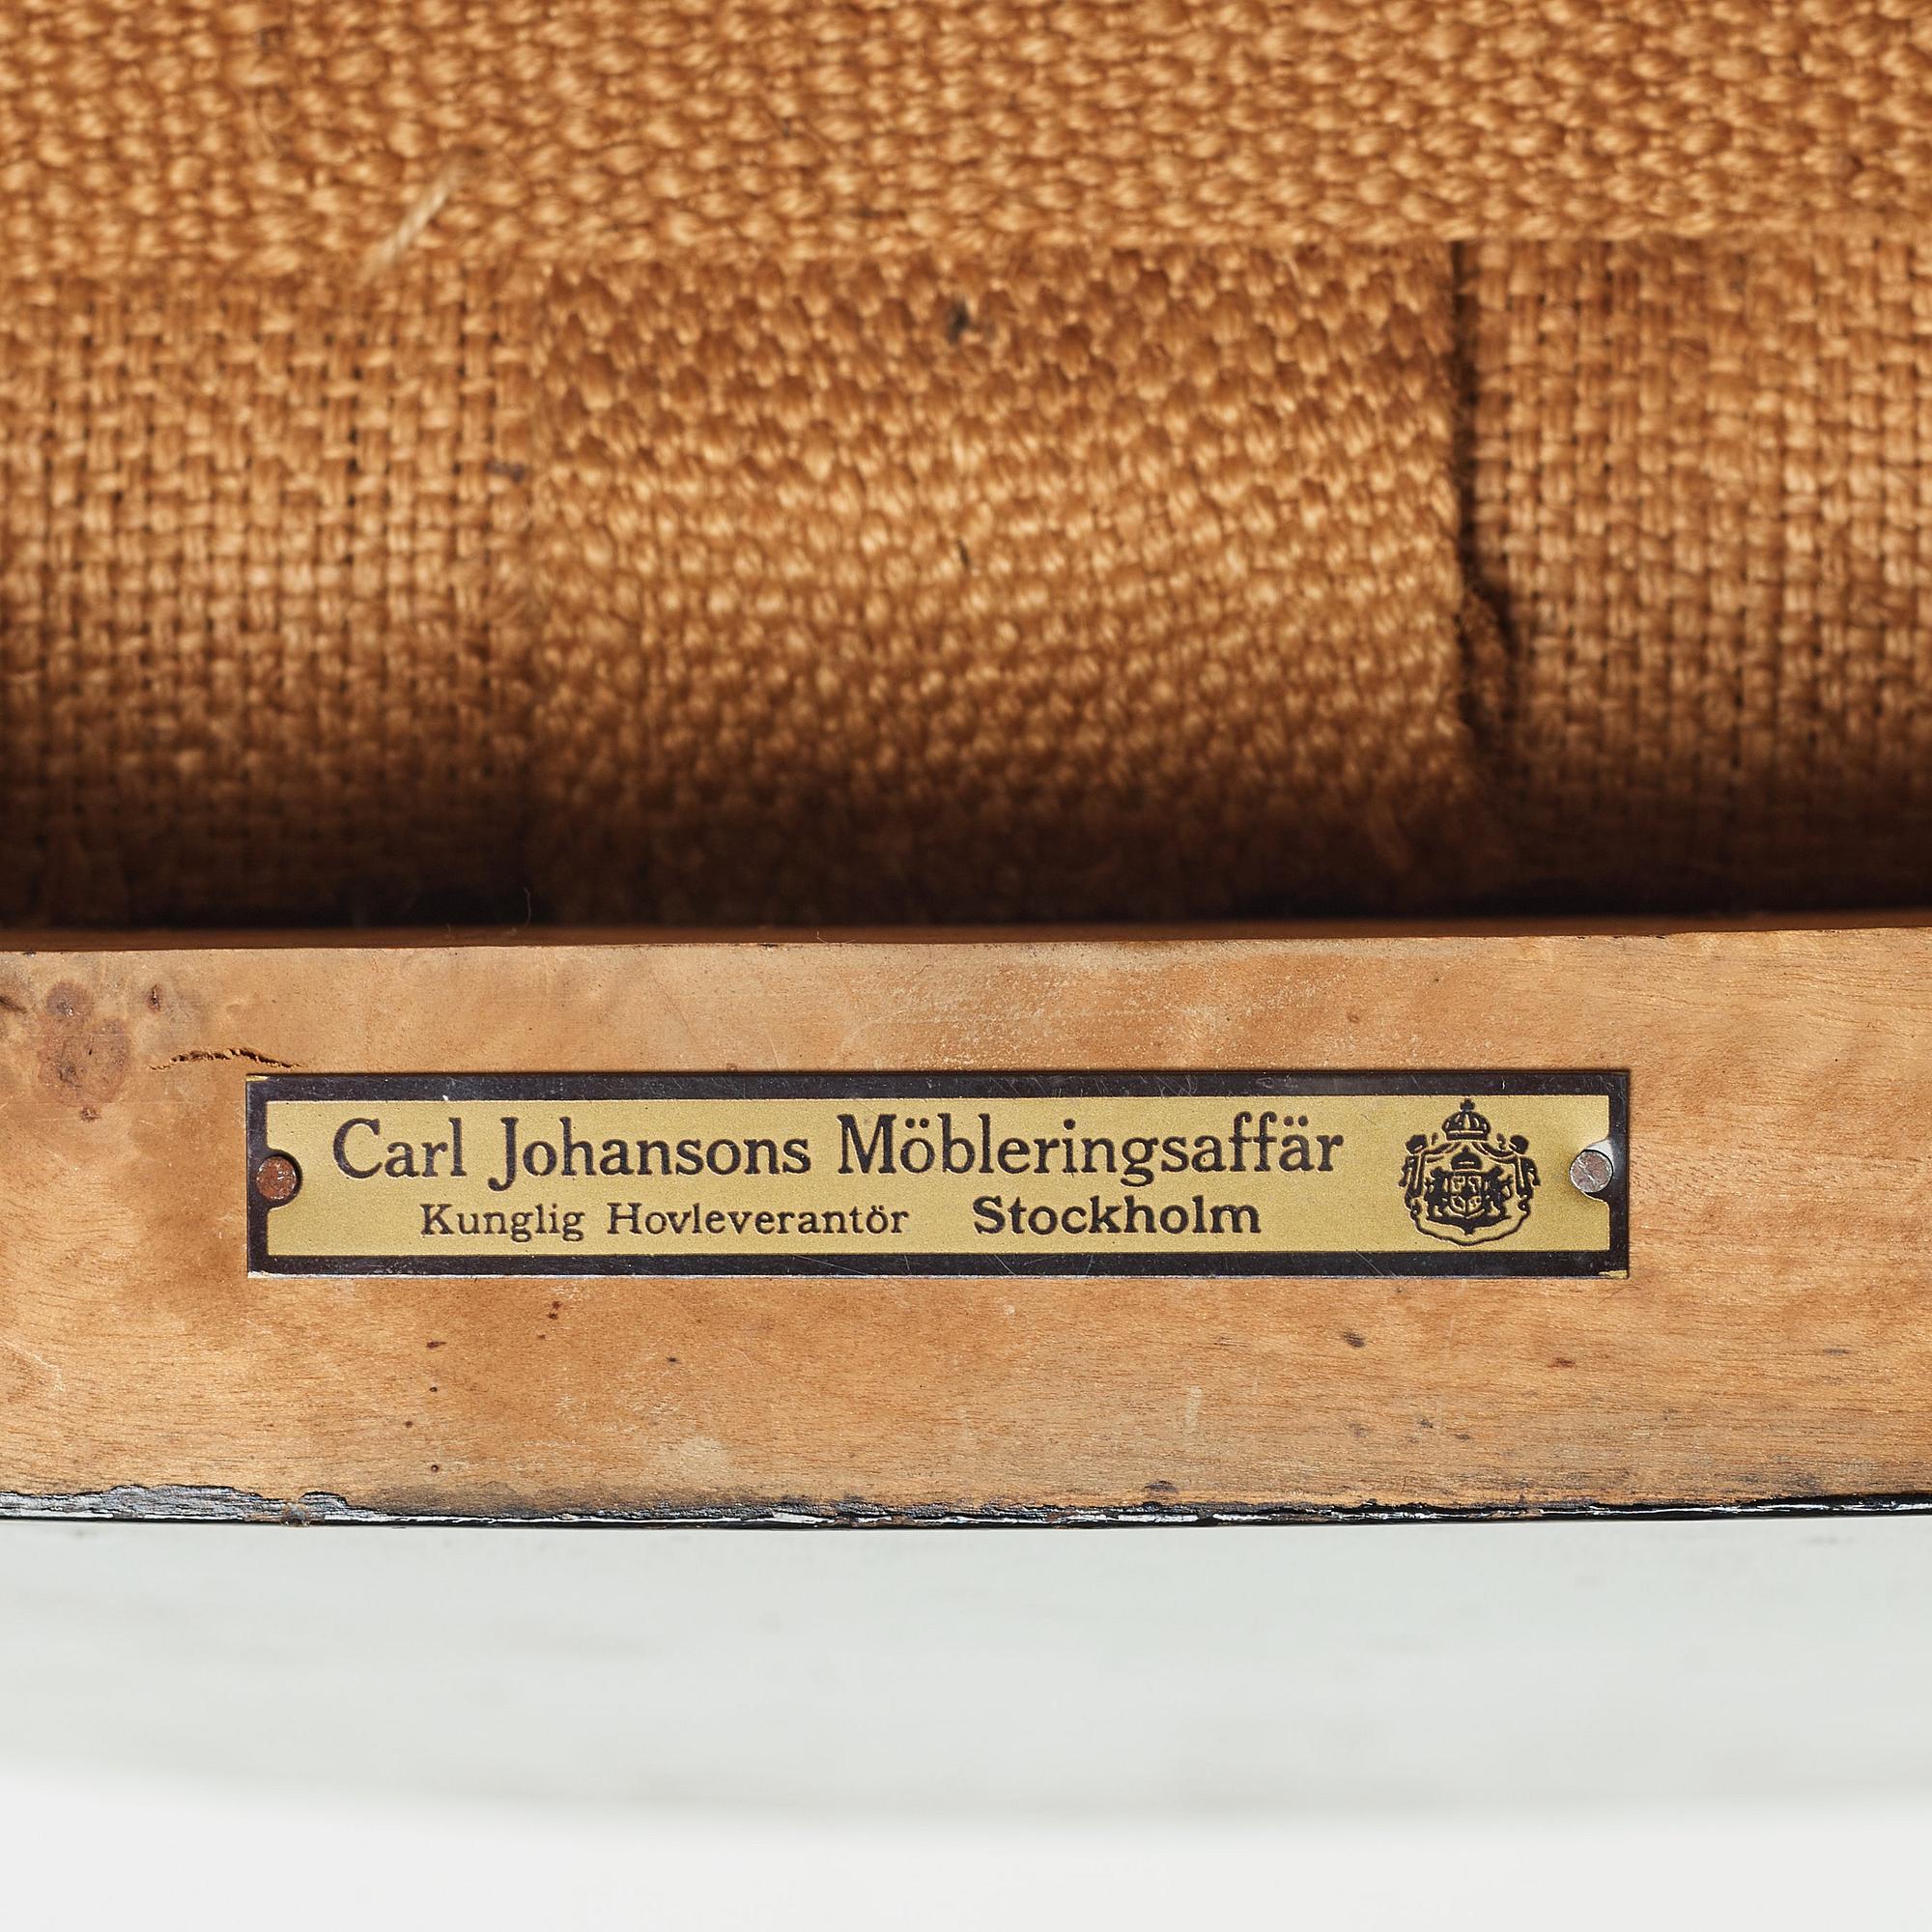 Carl Johansons Möbleringsaffär
Kunglig Hovleverantör Stockholm